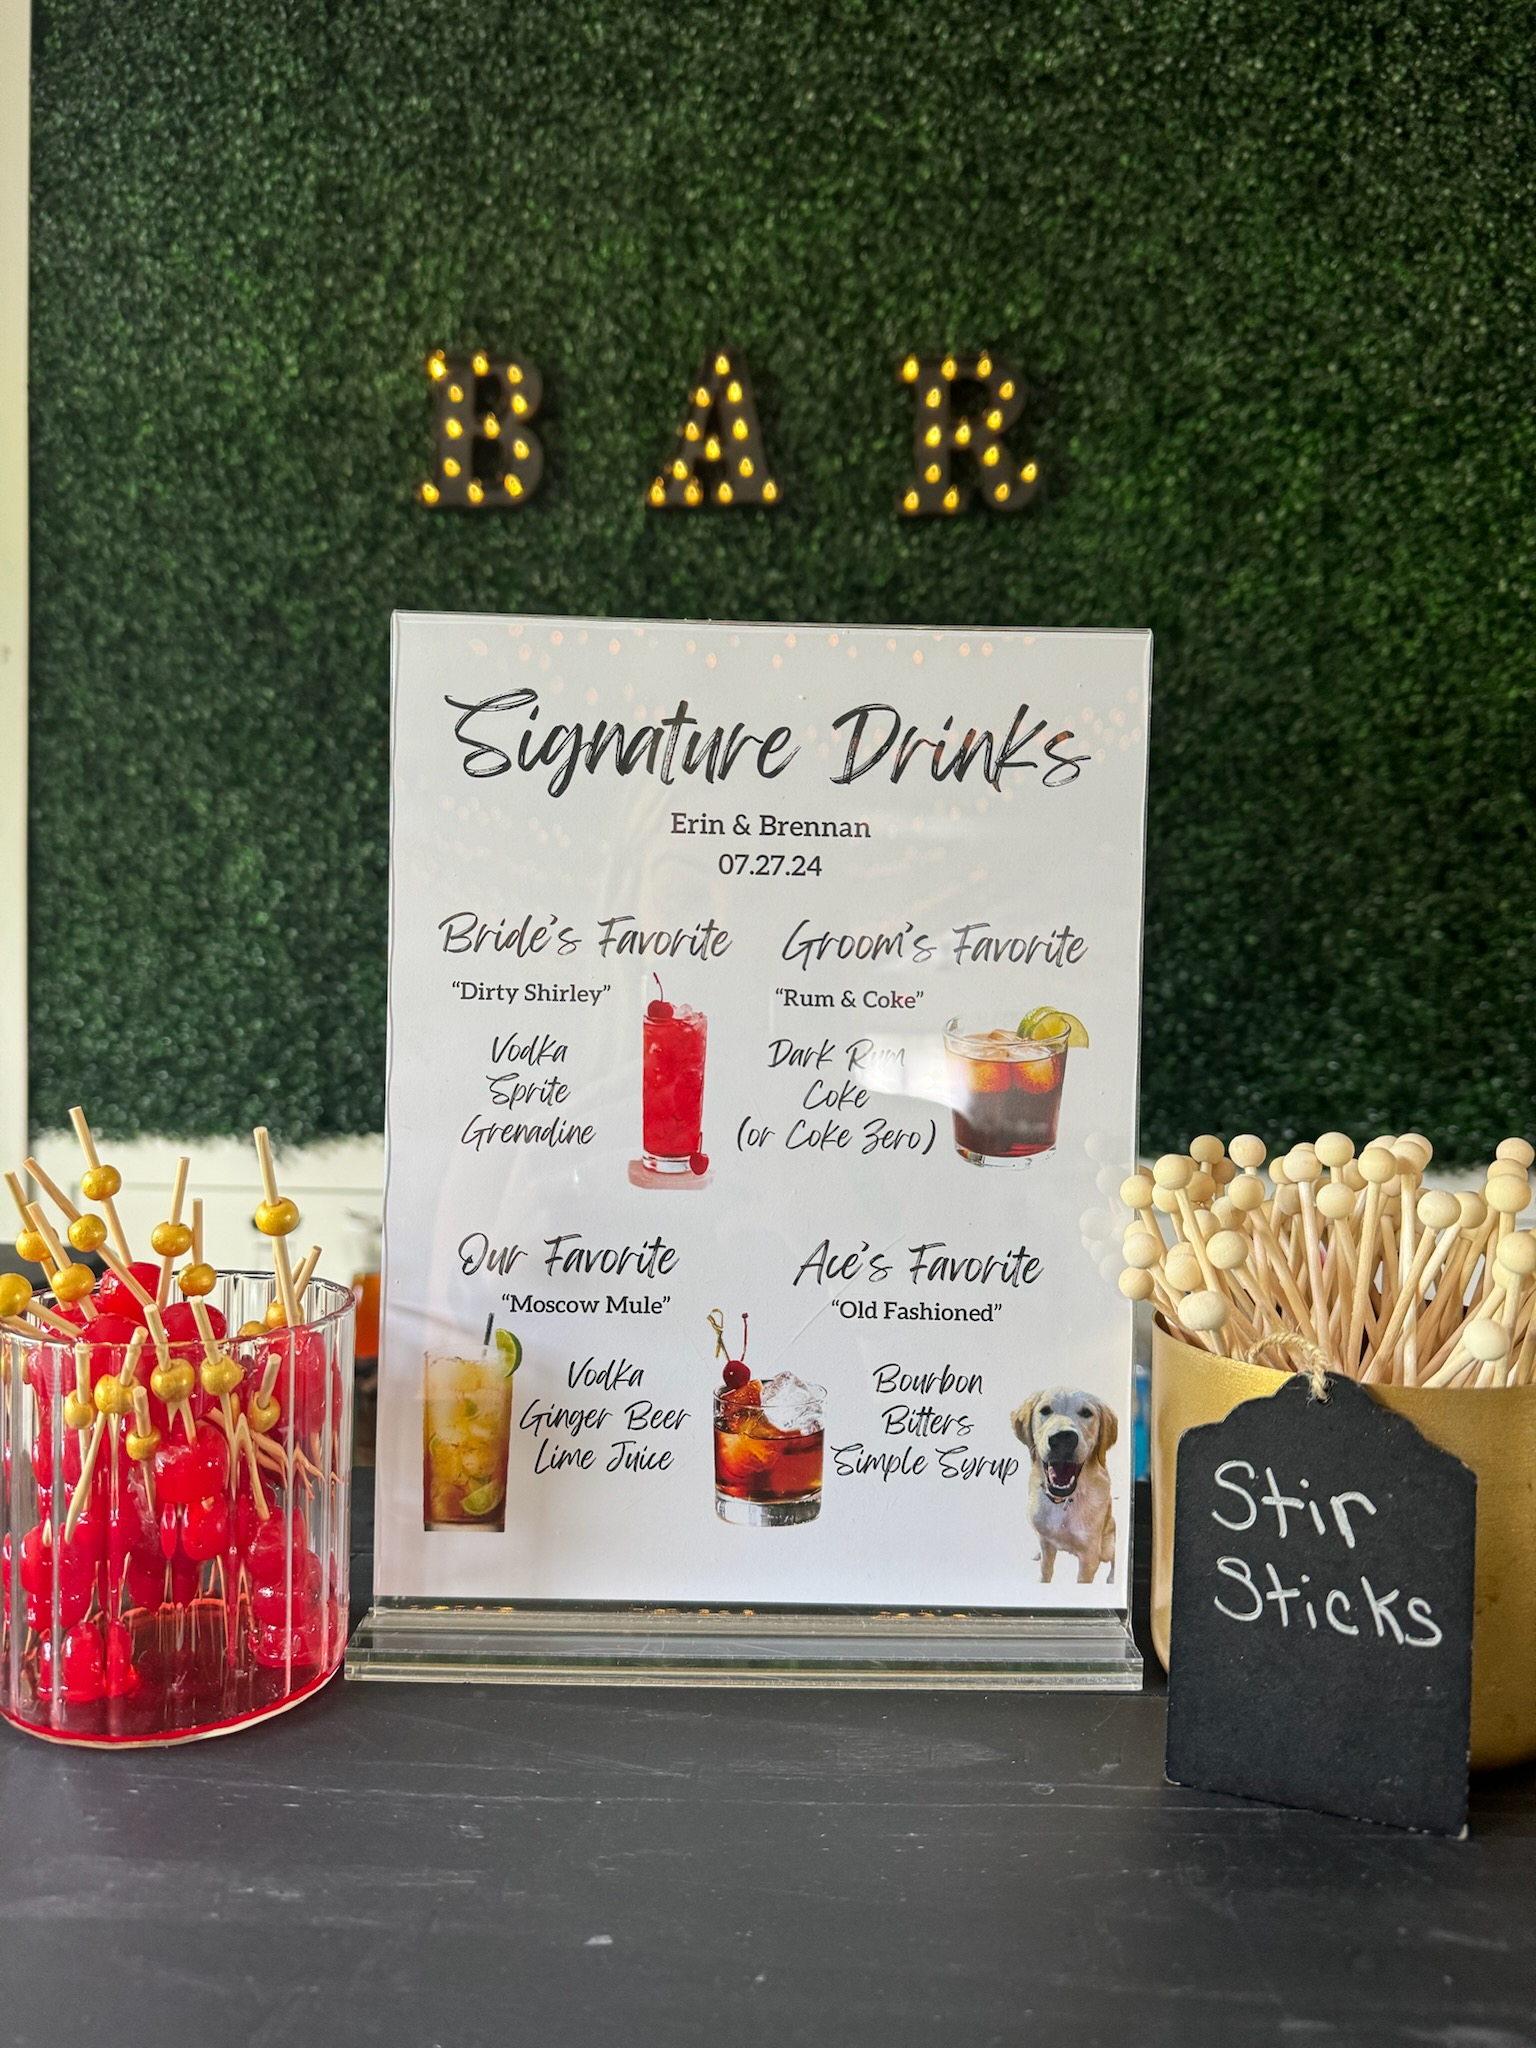 BAR
Signature Drinks
Erin & Brennan
07.27.24
Bride's Favorite
“Dirty Shirley”
Vodka
Sprite
Grenadine
Groom's Favorite
“Rum & Coke”
Dark Rum
Coke
(or Coke Zero)
Our Favorite
“Moscow Mule”
Vodka
Ginger Beer
Lime Juice
Ace's Favorite
“Old Fashioned”
Bourbon
Bitters
Simple Syrup
Stir
Sticks